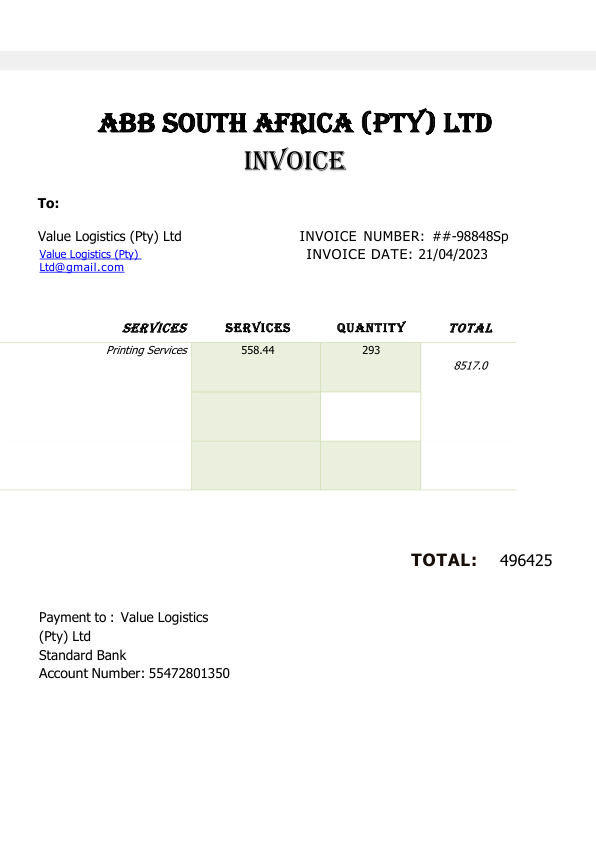 ABB SOUTH AFRICA (PTY) LTD
INVOICE
To:
Value Logistics (Pty) Ltd
Value Logistics (Pty)
Ltd@gmail.com
INVOICE NUMBER: ##-98848Sp
INVOICE DATE: 21/04/2023
SERVICES SERVICES QUANTITY TOTAL
Printing Services 558.44 293
8517.0
TOTAL: 496425
Payment to : Value Logistics
(Pty) Ltd
Standard Bank
Account Number: 55472801350